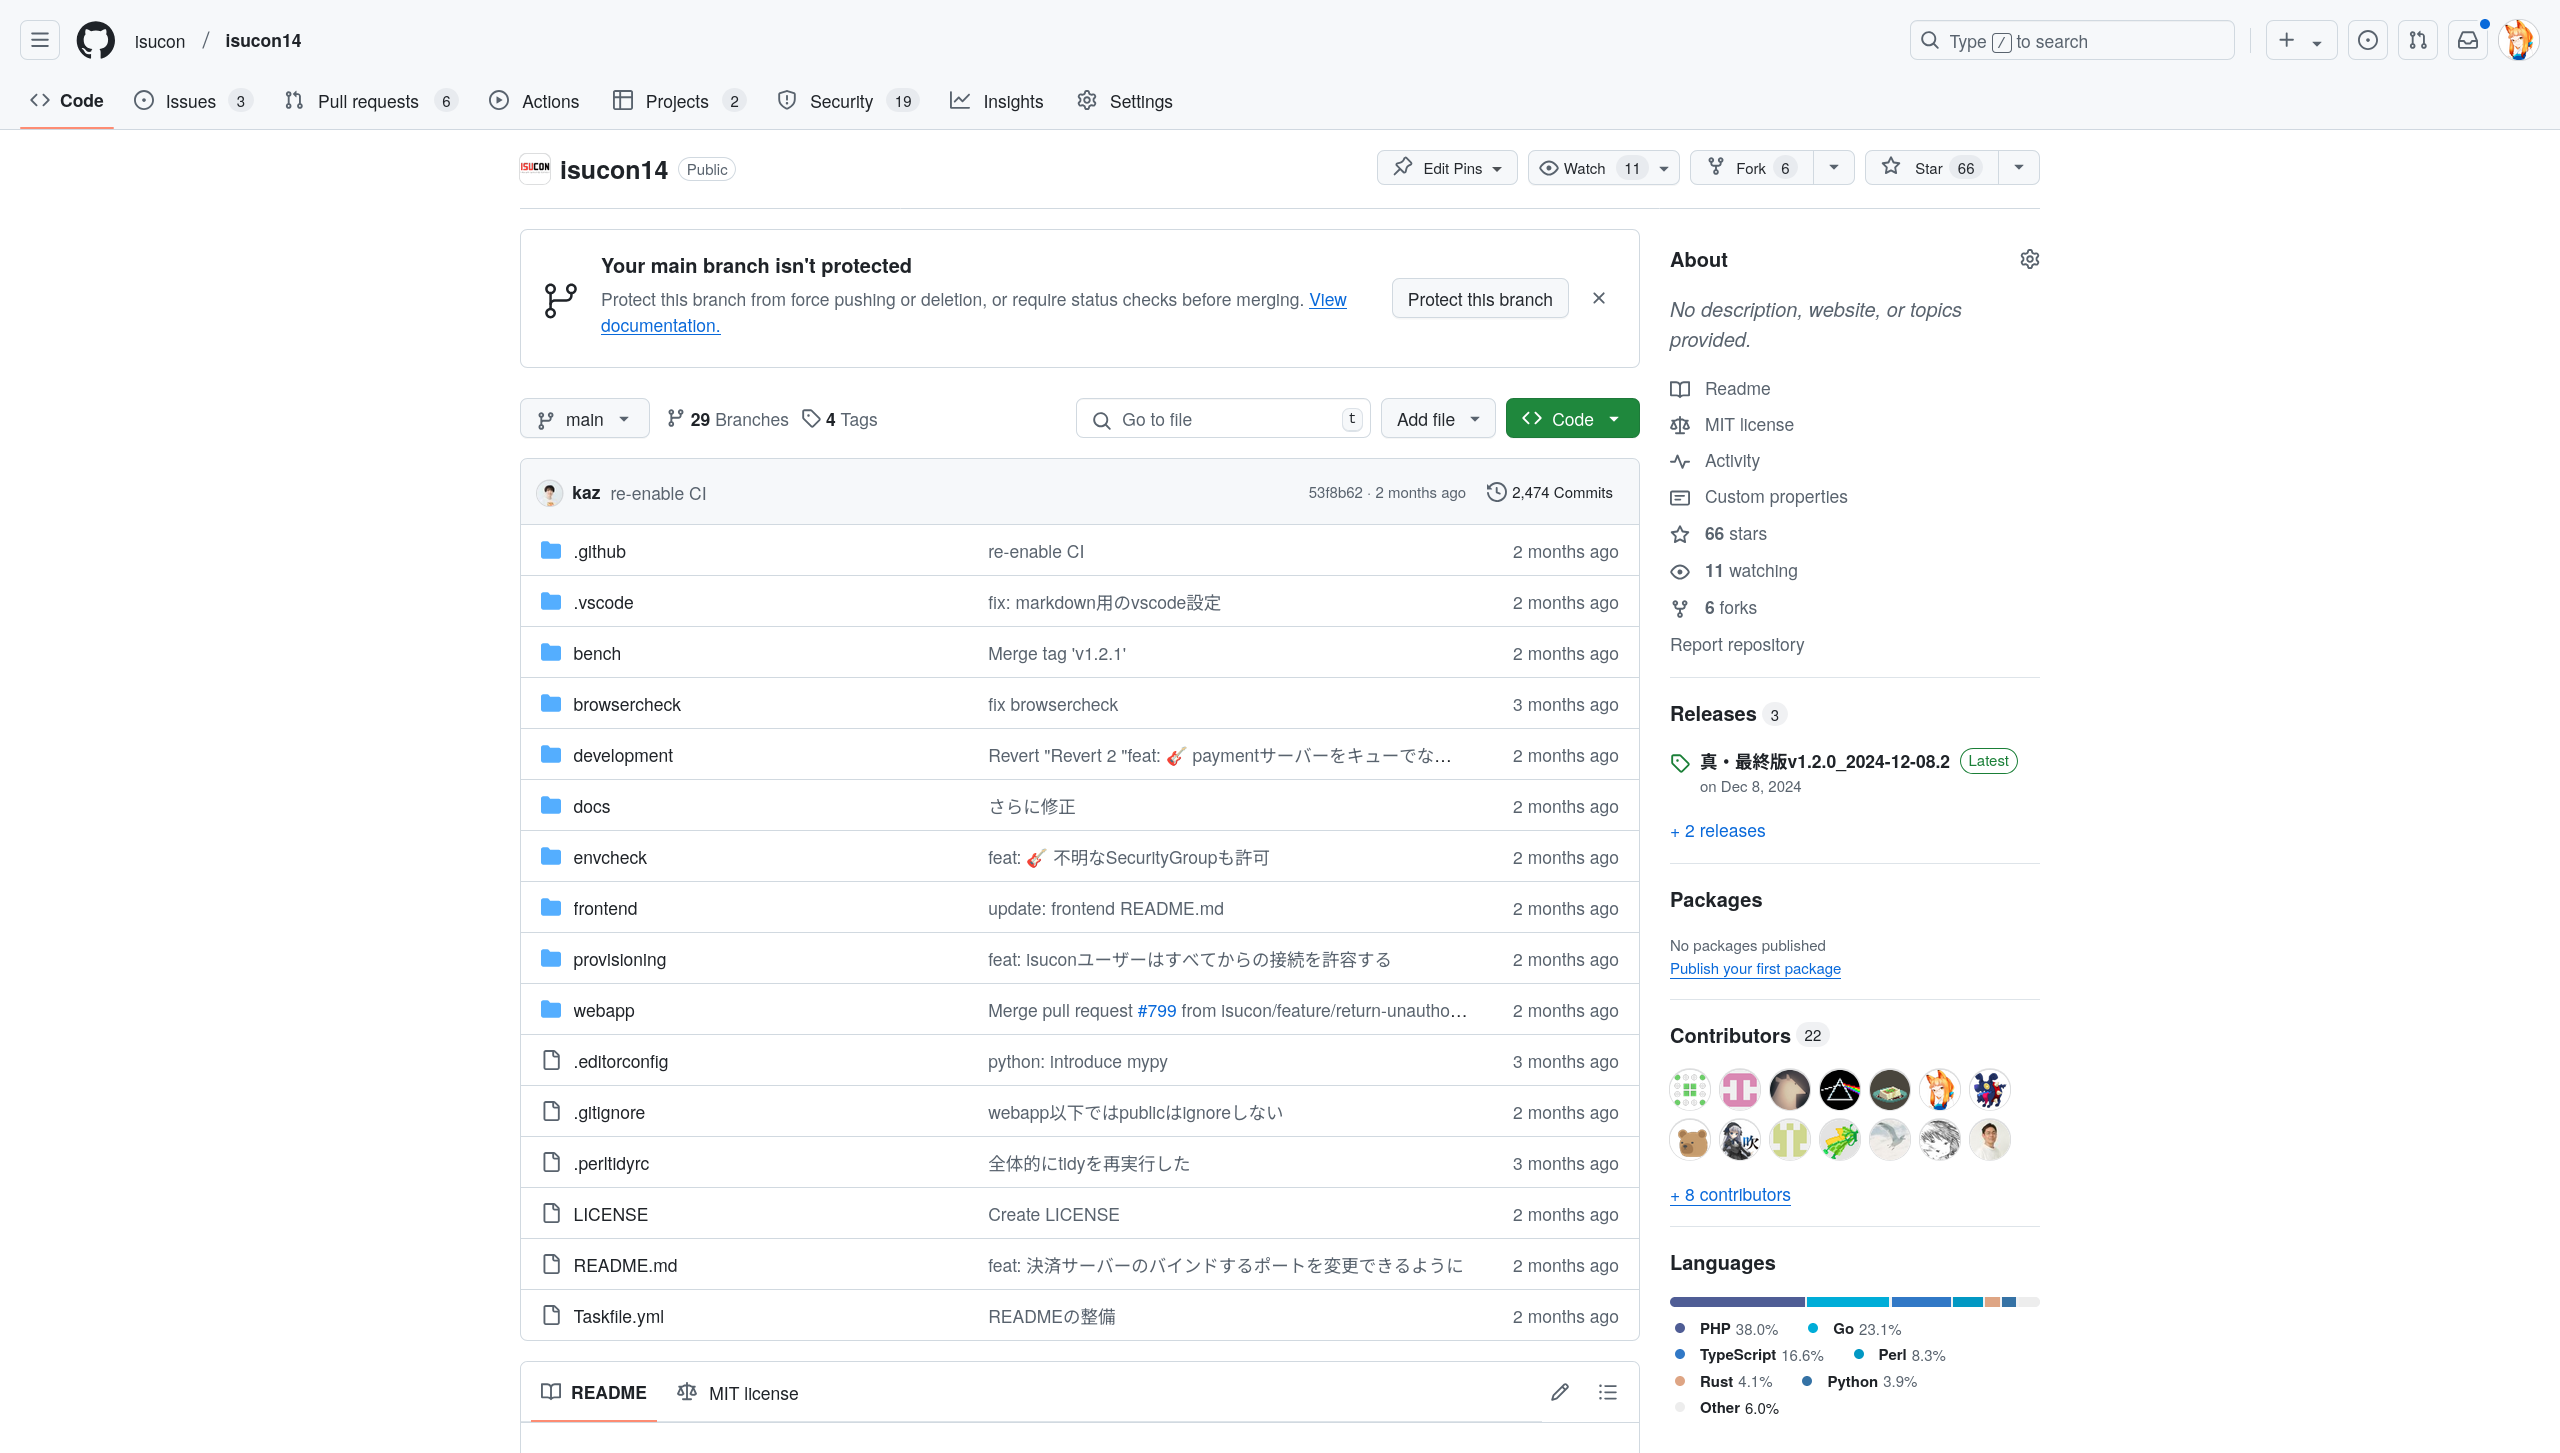 isucon / isucon14
Type / to search
Code
Issues 3
Pull requests 6
Actions
Projects 2
Security 19
Insights
Settings
ISUCON
isucon14 Public
Edit Pins
Watch 11
Fork 6
Star 66
Your main branch isn't protected
Protect this branch from force pushing or deletion, or require status checks before merging. View
documentation.
Protect this branch
main
29 Branches
4 Tags
Go to file t
Add file
Code
kaz re-enable CI 53f8b62 · 2 months ago 2,474 Commits
.github re-enable CI 2 months ago
.vscode fix: markdown用のvscode設定 2 months ago
bench Merge tag 'v1.2.1' 2 months ago
browsercheck fix browsercheck 3 months ago
development Revert "Revert 2 "feat: 🎸 paymentサーバーをキューでな… 2 months ago
docs さらに修正 2 months ago
envcheck feat: 🎸 不明なSecurityGroupも許可 2 months ago
frontend update: frontend README.md 2 months ago
provisioning feat: isuconユーザーはすべてからの接続を許容する 2 months ago
webapp Merge pull request #799 from isucon/feature/return-unautho… 2 months ago
.editorconfig python: introduce mypy 3 months ago
.gitignore webapp以下ではpublicはignoreしない 2 months ago
.perltidyrc 全体的にtidyを再実行した 3 months ago
LICENSE Create LICENSE 2 months ago
README.md feat: 決済サーバーのバインドするポートを変更できるように 2 months ago
Taskfile.yml READMEの整備 2 months ago
README
MIT license
About
No description, website, or topics
provided.
Readme
MIT license
Activity
Custom properties
66 stars
11 watching
6 forks
Report repository
Releases 3
真・最終版v1.2.0_2024-12-08.2 Latest
on Dec 8, 2024
+ 2 releases
Packages
No packages published
Publish your first package
Contributors 22
吹
+ 8 contributors
Languages
PHP 38.0% Go 23.1%
TypeScript 16.6% Perl 8.3%
Rust 4.1% Python 3.9%
Other 6.0%